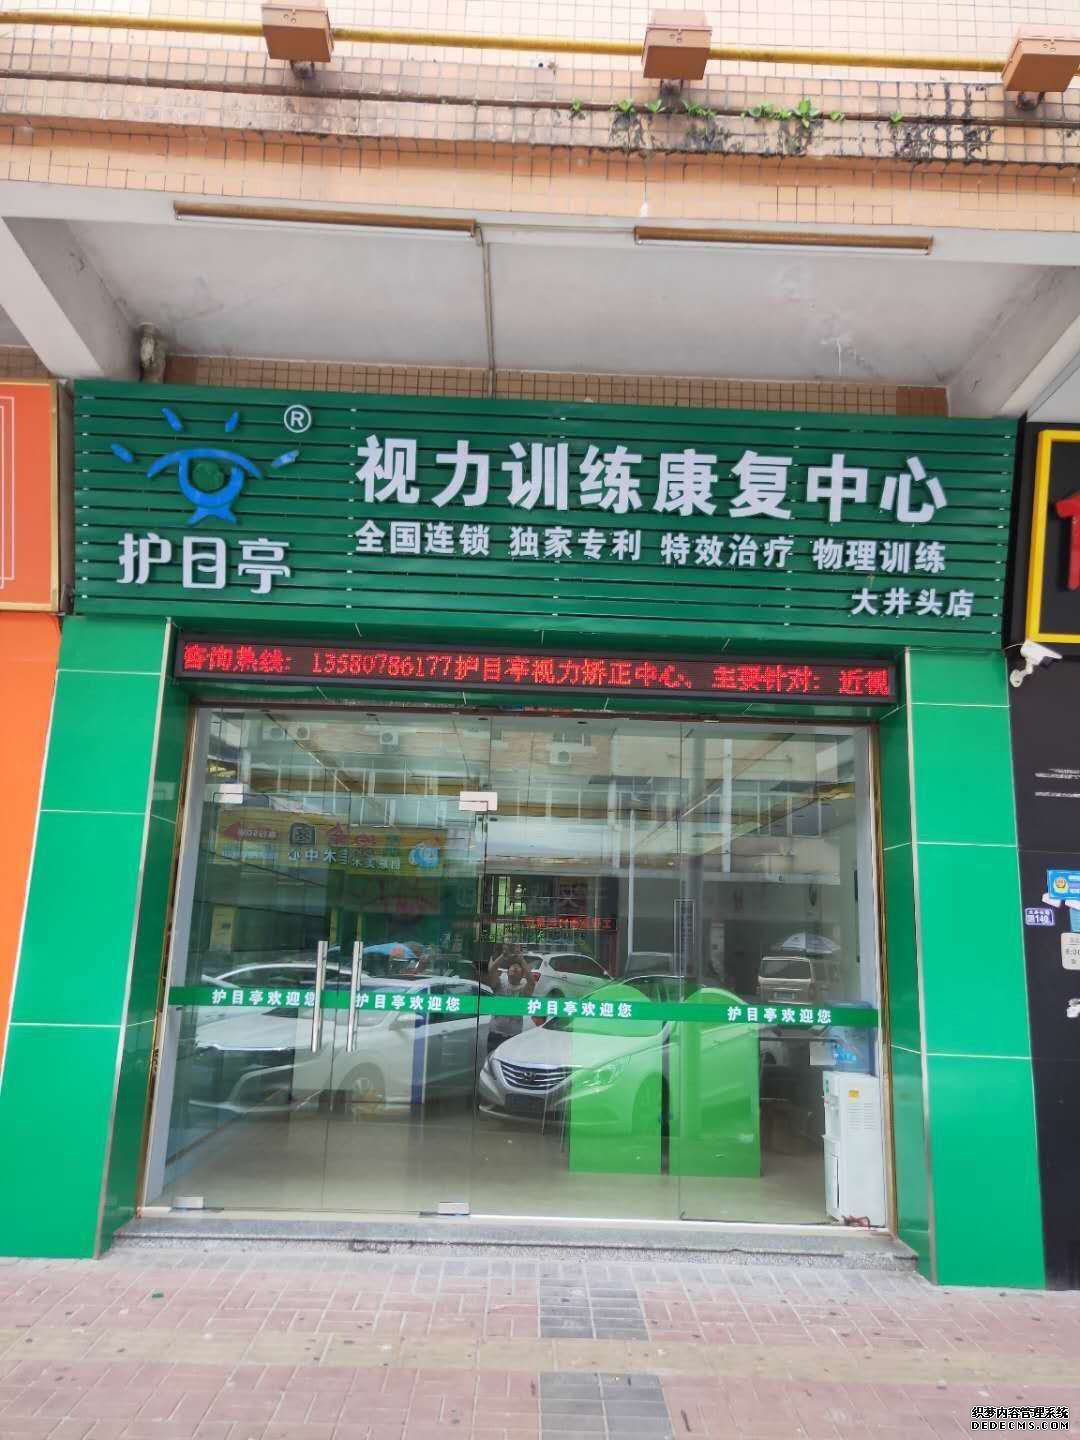 ®
护目亭
视力训练康复中心
全国连锁 独家专利 特效治疗 物理训练
大井头店
咨询热线：13580786177护目亭视力矫正中心、主要针对：近视
护目亭欢迎您 护目亭欢迎您 护目亭欢迎您 护目亭欢迎您
140
织梦内容管理系统
DEDECMS.COM